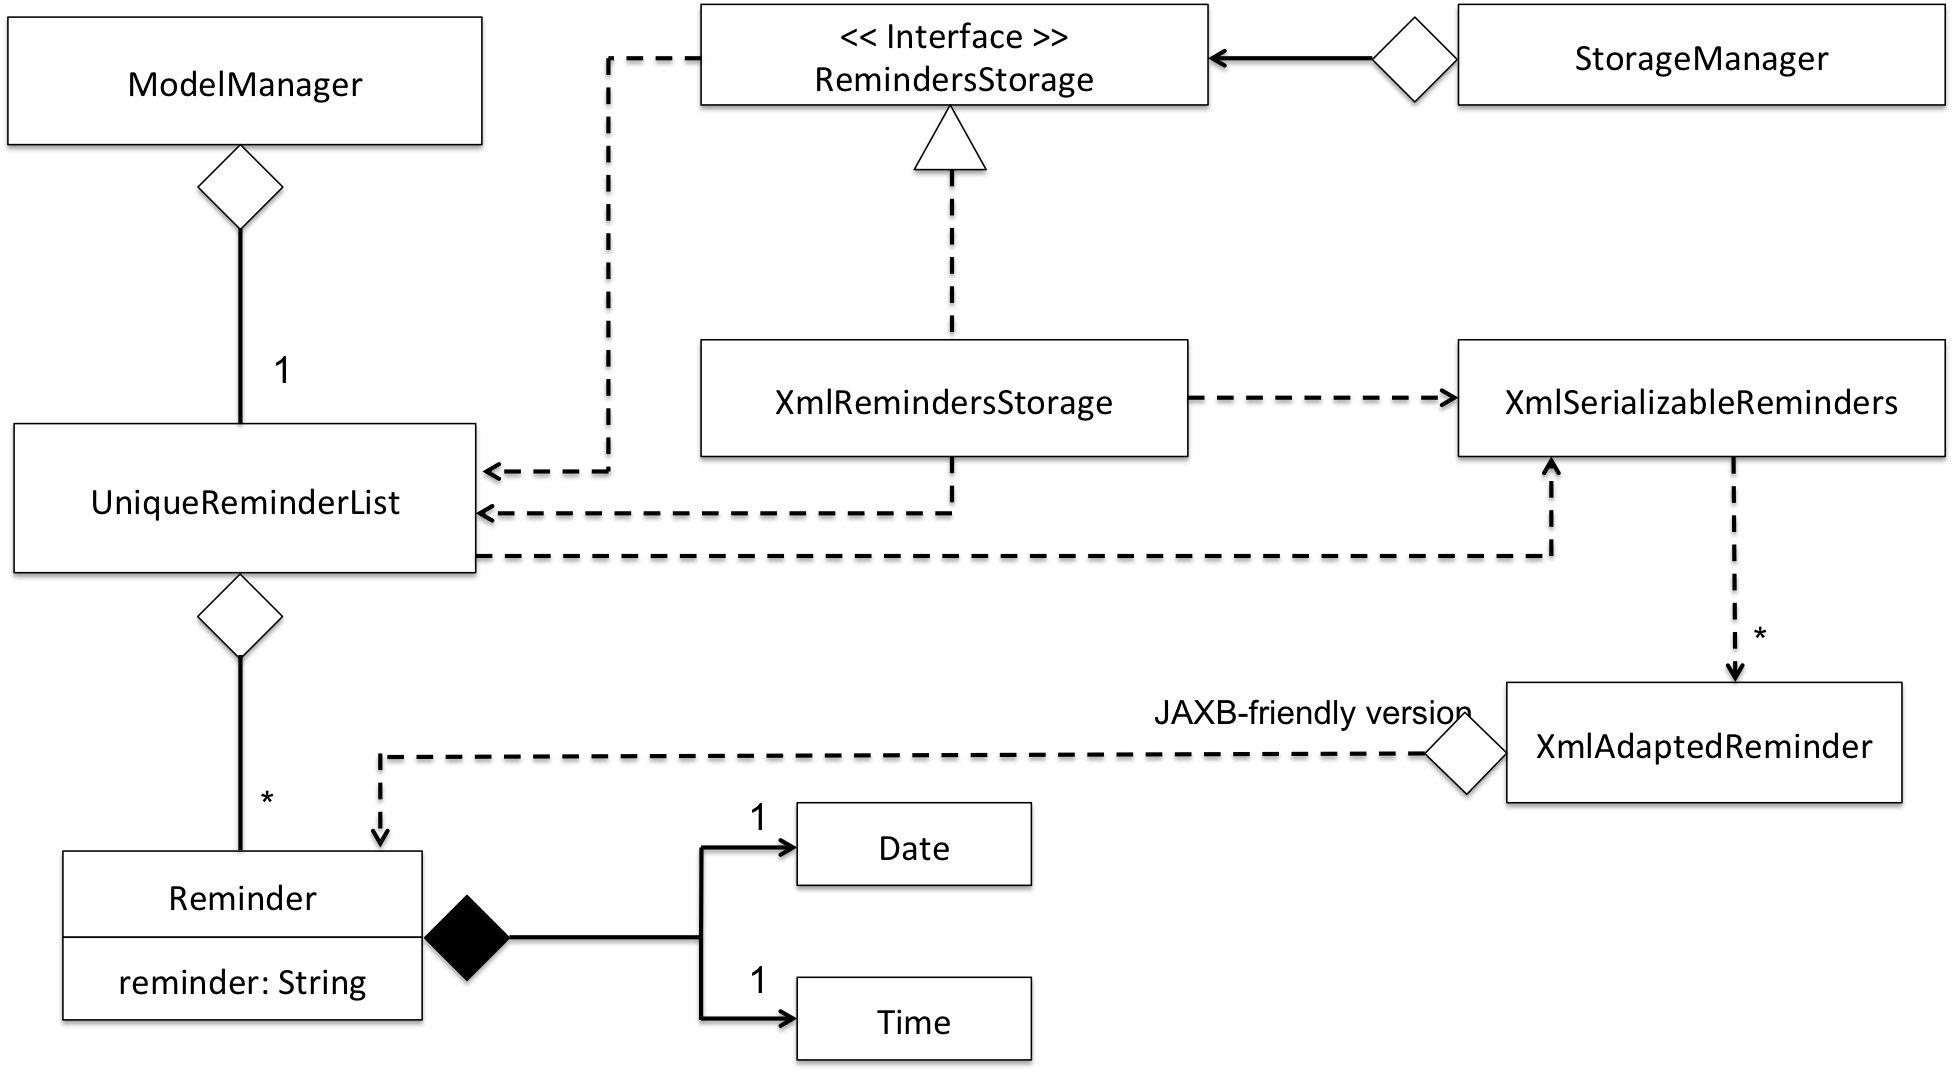 ModelManager
<< Interface >>
RemindersStorage
StorageManager
1
XmlRemindersStorage
XmlSerializableReminders
UniqueReminderList
*
JAXB-friendly version
XmlAdaptedReminder
*
1
Date
Reminder
reminder: String
1
Time